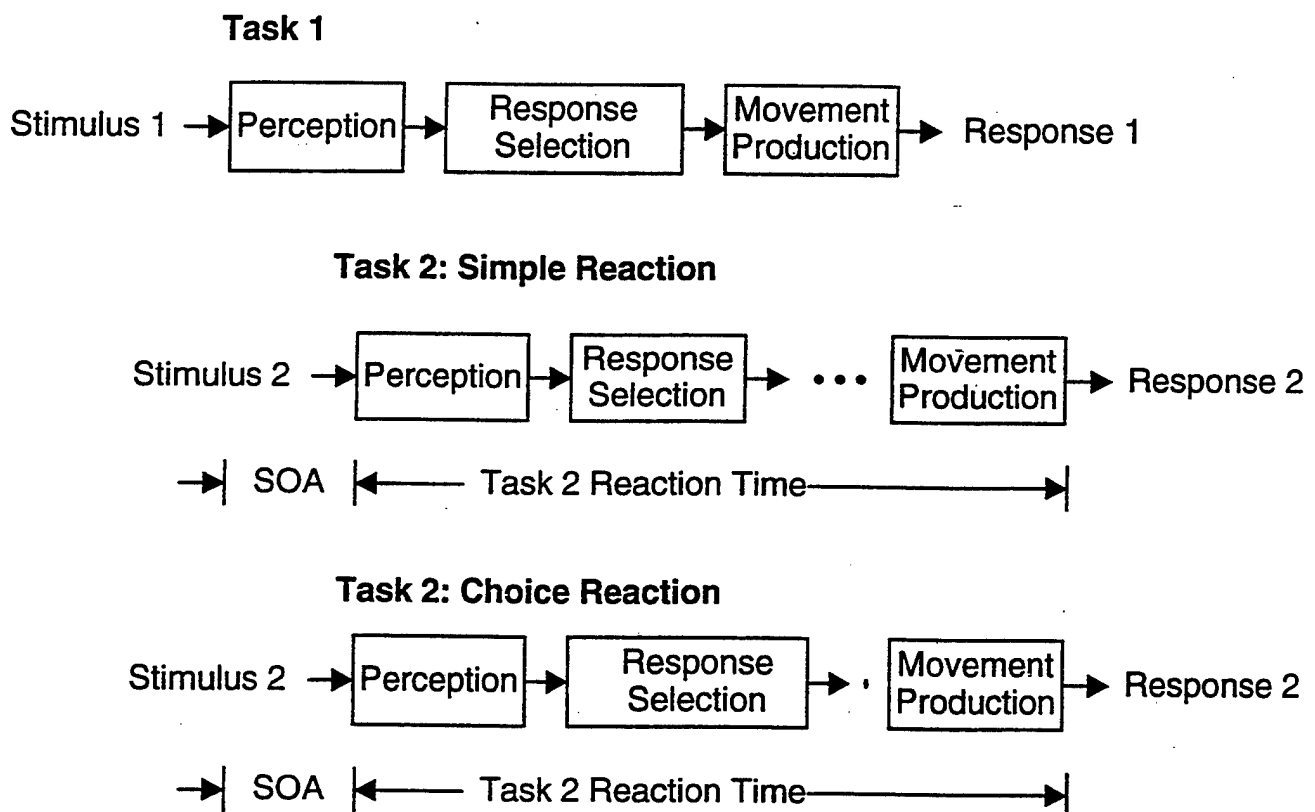 Task 1
Stimulus 1
Perception
Response
Selection
Movement
Production
Response 1
Task 2: Simple Reaction
Stimulus 2
Perception
Response
Selection
•••
Movement
Production
Response 2
SOA
Task 2 Reaction Time
Task 2: Choice Reaction
Stimulus 2
Perception
Response
Selection
Movement
Production
Response 2
SOA
Task 2 Reaction Time